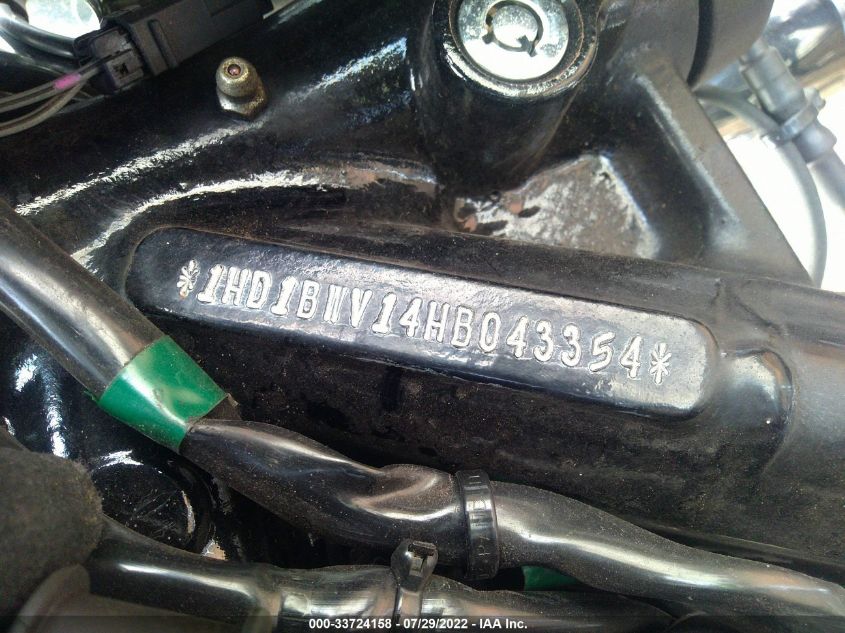 *1HD1BWV14HB043354*
000-33724158 - 07/29/2022 - IAA Inc.